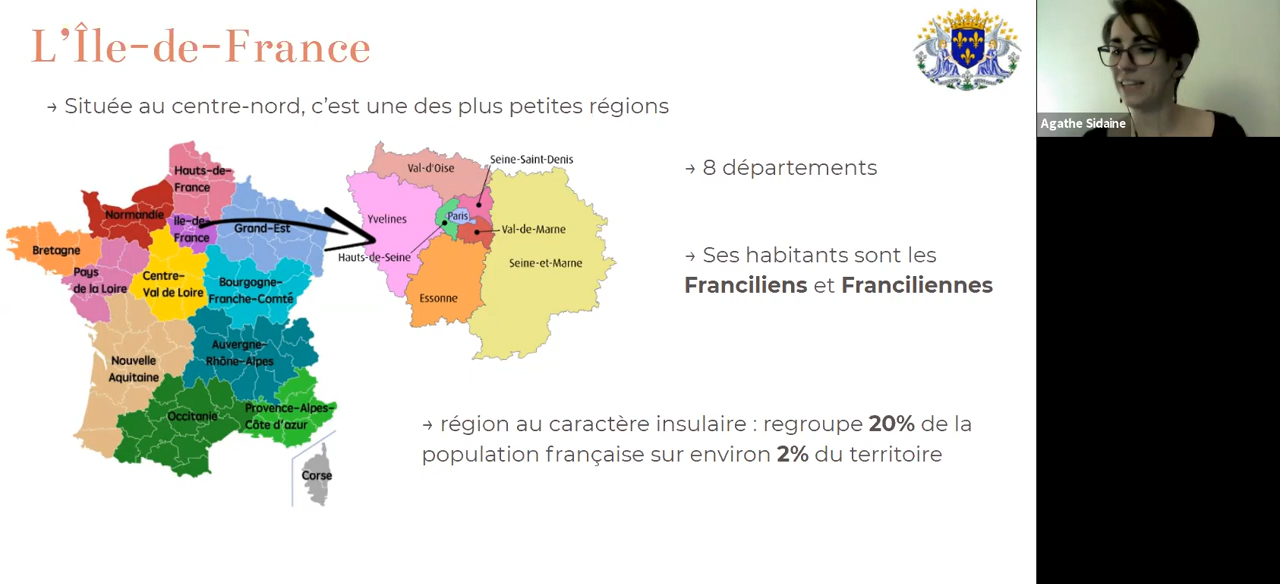 L'Île-de-France
→ Située au centre-nord, c'est une des plus petites régions
Agathe Sidaine
Hauts-de-
France
Normandie
Ile-de-
France
Grand-Est
Bretagne
Pays
de la Loire
Centre-
Val de Loire
Bourgogne-
Franche-Comté
Nouvelle
Aquitaine
Auvergne-
Rhône-Alpes
Occitanie
Provence-Alpes-
Côte d'azur
Corse
Val-d'Oise
Seine-Saint-Denis
Yvelines
Paris
Val-de-Marne
Hauts-de-Seine
Seine-et-Marne
Essonne
→ 8 départements
→ Ses habitants sont les
Franciliens et Franciliennes
→ région au caractère insulaire : regroupe 20% de la
population française sur environ 2% du territoire